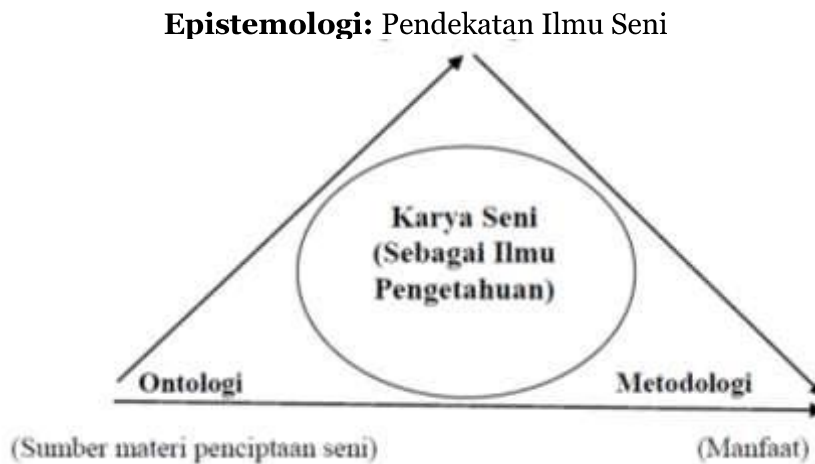 Epistemologi: Pendekatan Ilmu Seni
Karya Seni
(Sebagai Ilmu
Pengetahuan)
Ontologi
Metodologi
(Sumber materi penciptaan seni)
(Manfaat)